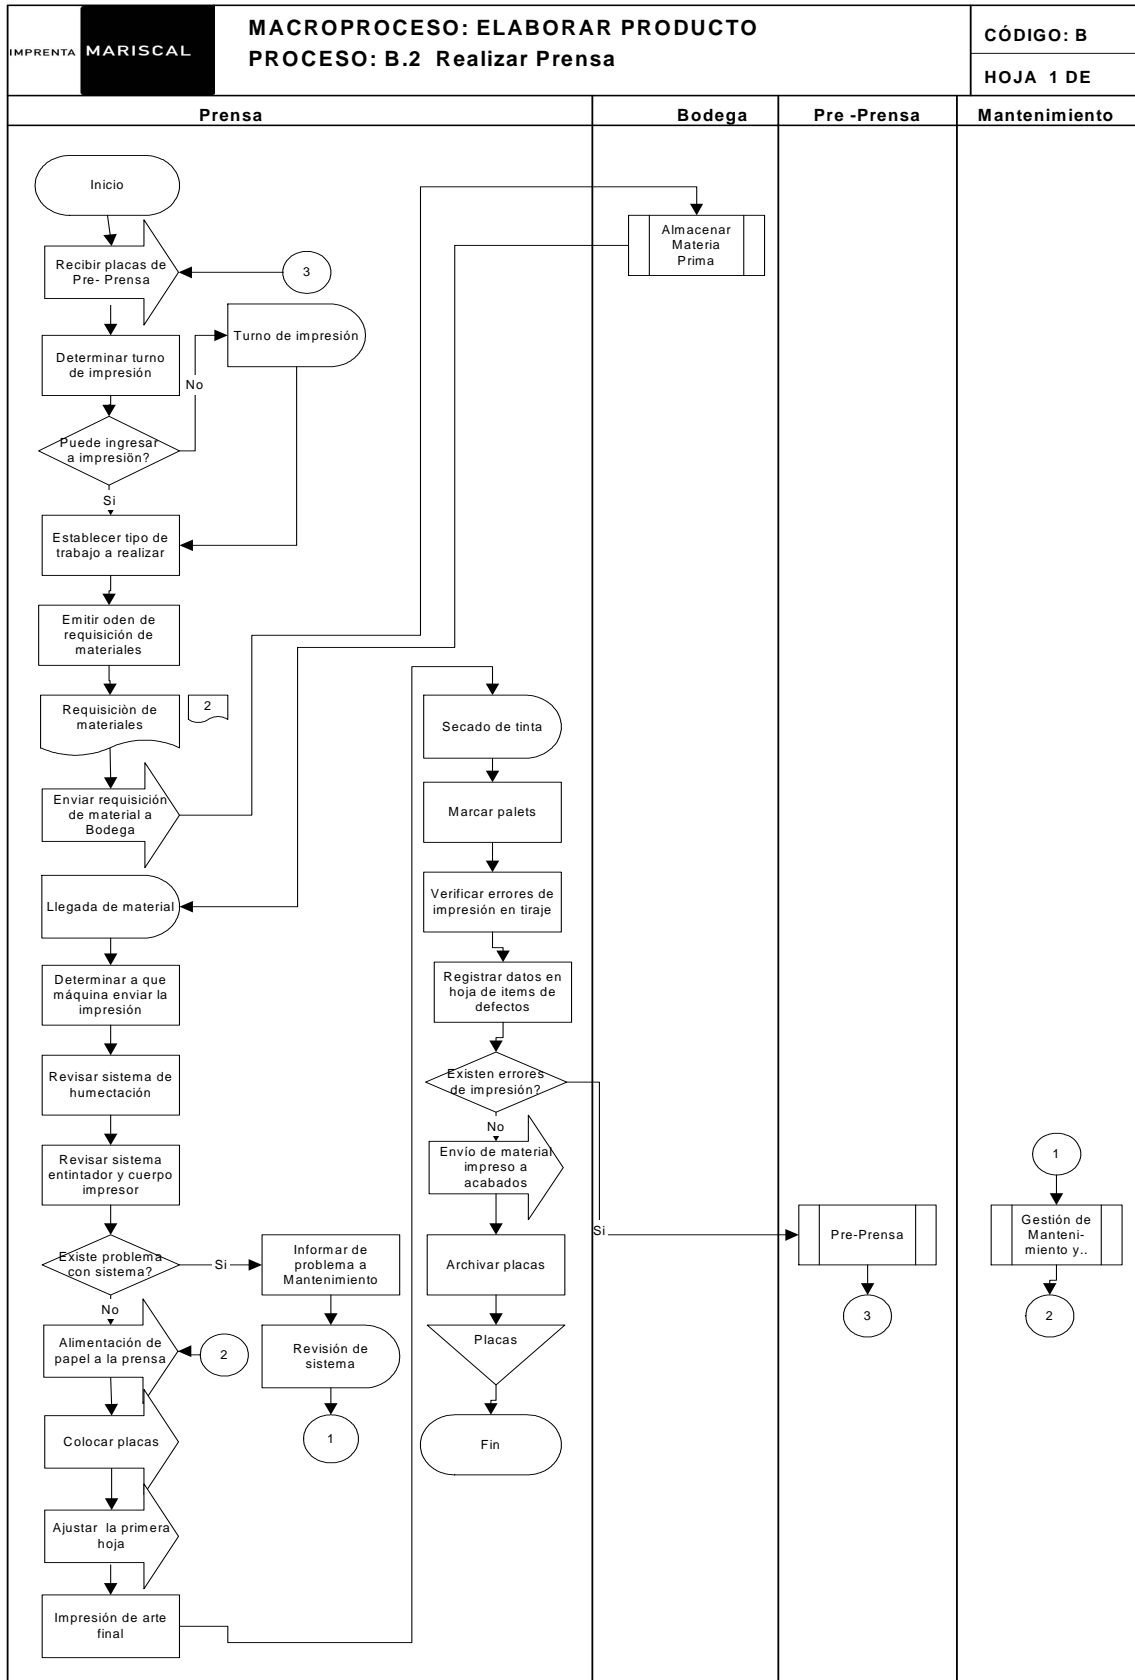 IMPRENTA MARISCAL
MACROPROCESO: ELABORAR PRODUCTO
PROCESO: B.2 Realizar Prensa
CÓDIGO: B
HOJA 1 DE
Prensa
Bodega
Pre -Prensa
Mantenimiento
Inicio
Recibir placas de
Pre- Prensa
3
Determinar turno
de impresión
Turno de impresión
No
Puede ingresar
a impresiön?
Si
Establecer tipo de
trabajo a realizar
Emitir oden de
requisición de
materiales
Requisiciòn de
materiales
2
Enviar requisición
de material a
Bodega
Llegada de material
Determinar a que
máquina enviar la
impresión
Revisar sistema de
humectación
Revisar sistema
entintador y cuerpo
impresor
Existe problema
con sistema?
Si
No
Informar de
problema a
Mantenimiento
Revisión de
sistema
1
Alimentación de
papel a la prensa
2
Colocar placas
Ajustar la primera
hoja
Impresión de arte
final
Secado de tinta
Marcar palets
Verificar errores de
impresión en tiraje
Registrar datos en
hoja de items de
defectos
Existen errores
de impresión?
No
Si
Envío de material
impreso a
acabados
Archivar placas
Placas
Fin
Almacenar
Materia
Prima
Pre-Prensa
3
1
Gestión de
Manteni-
miento y..
2